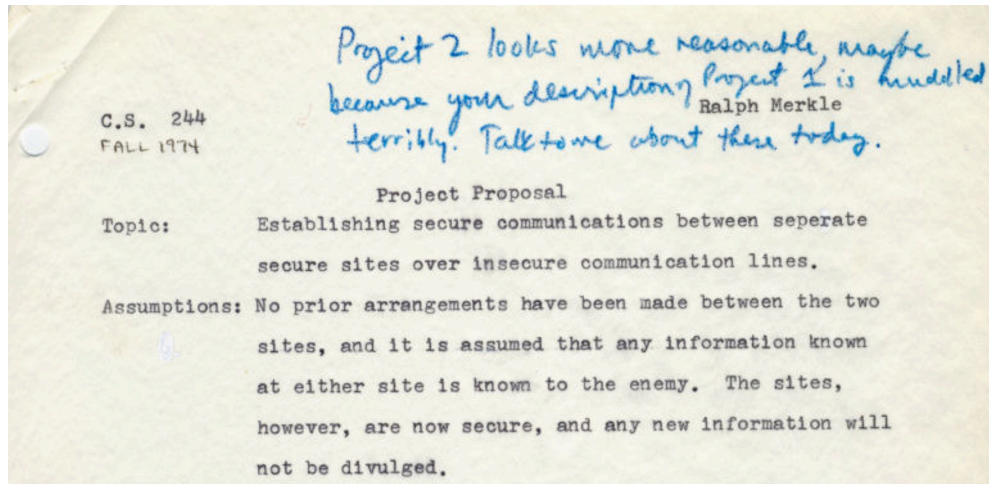 Project 2 looks more reasonable, maybe
because your description of Project 1 is muddled
terribly. Talk to me about these today.
Ralph Merkle
C.S. 244
FALL 1974
Project Proposal
Topic: Establishing secure communications between seperate
secure sites over insecure communication lines.
Assumptions: No prior arrangements have been made between the two
sites, and it is assumed that any information known
at either site is known to the enemy. The sites,
however, are now secure, and any new information will
not be divulged.